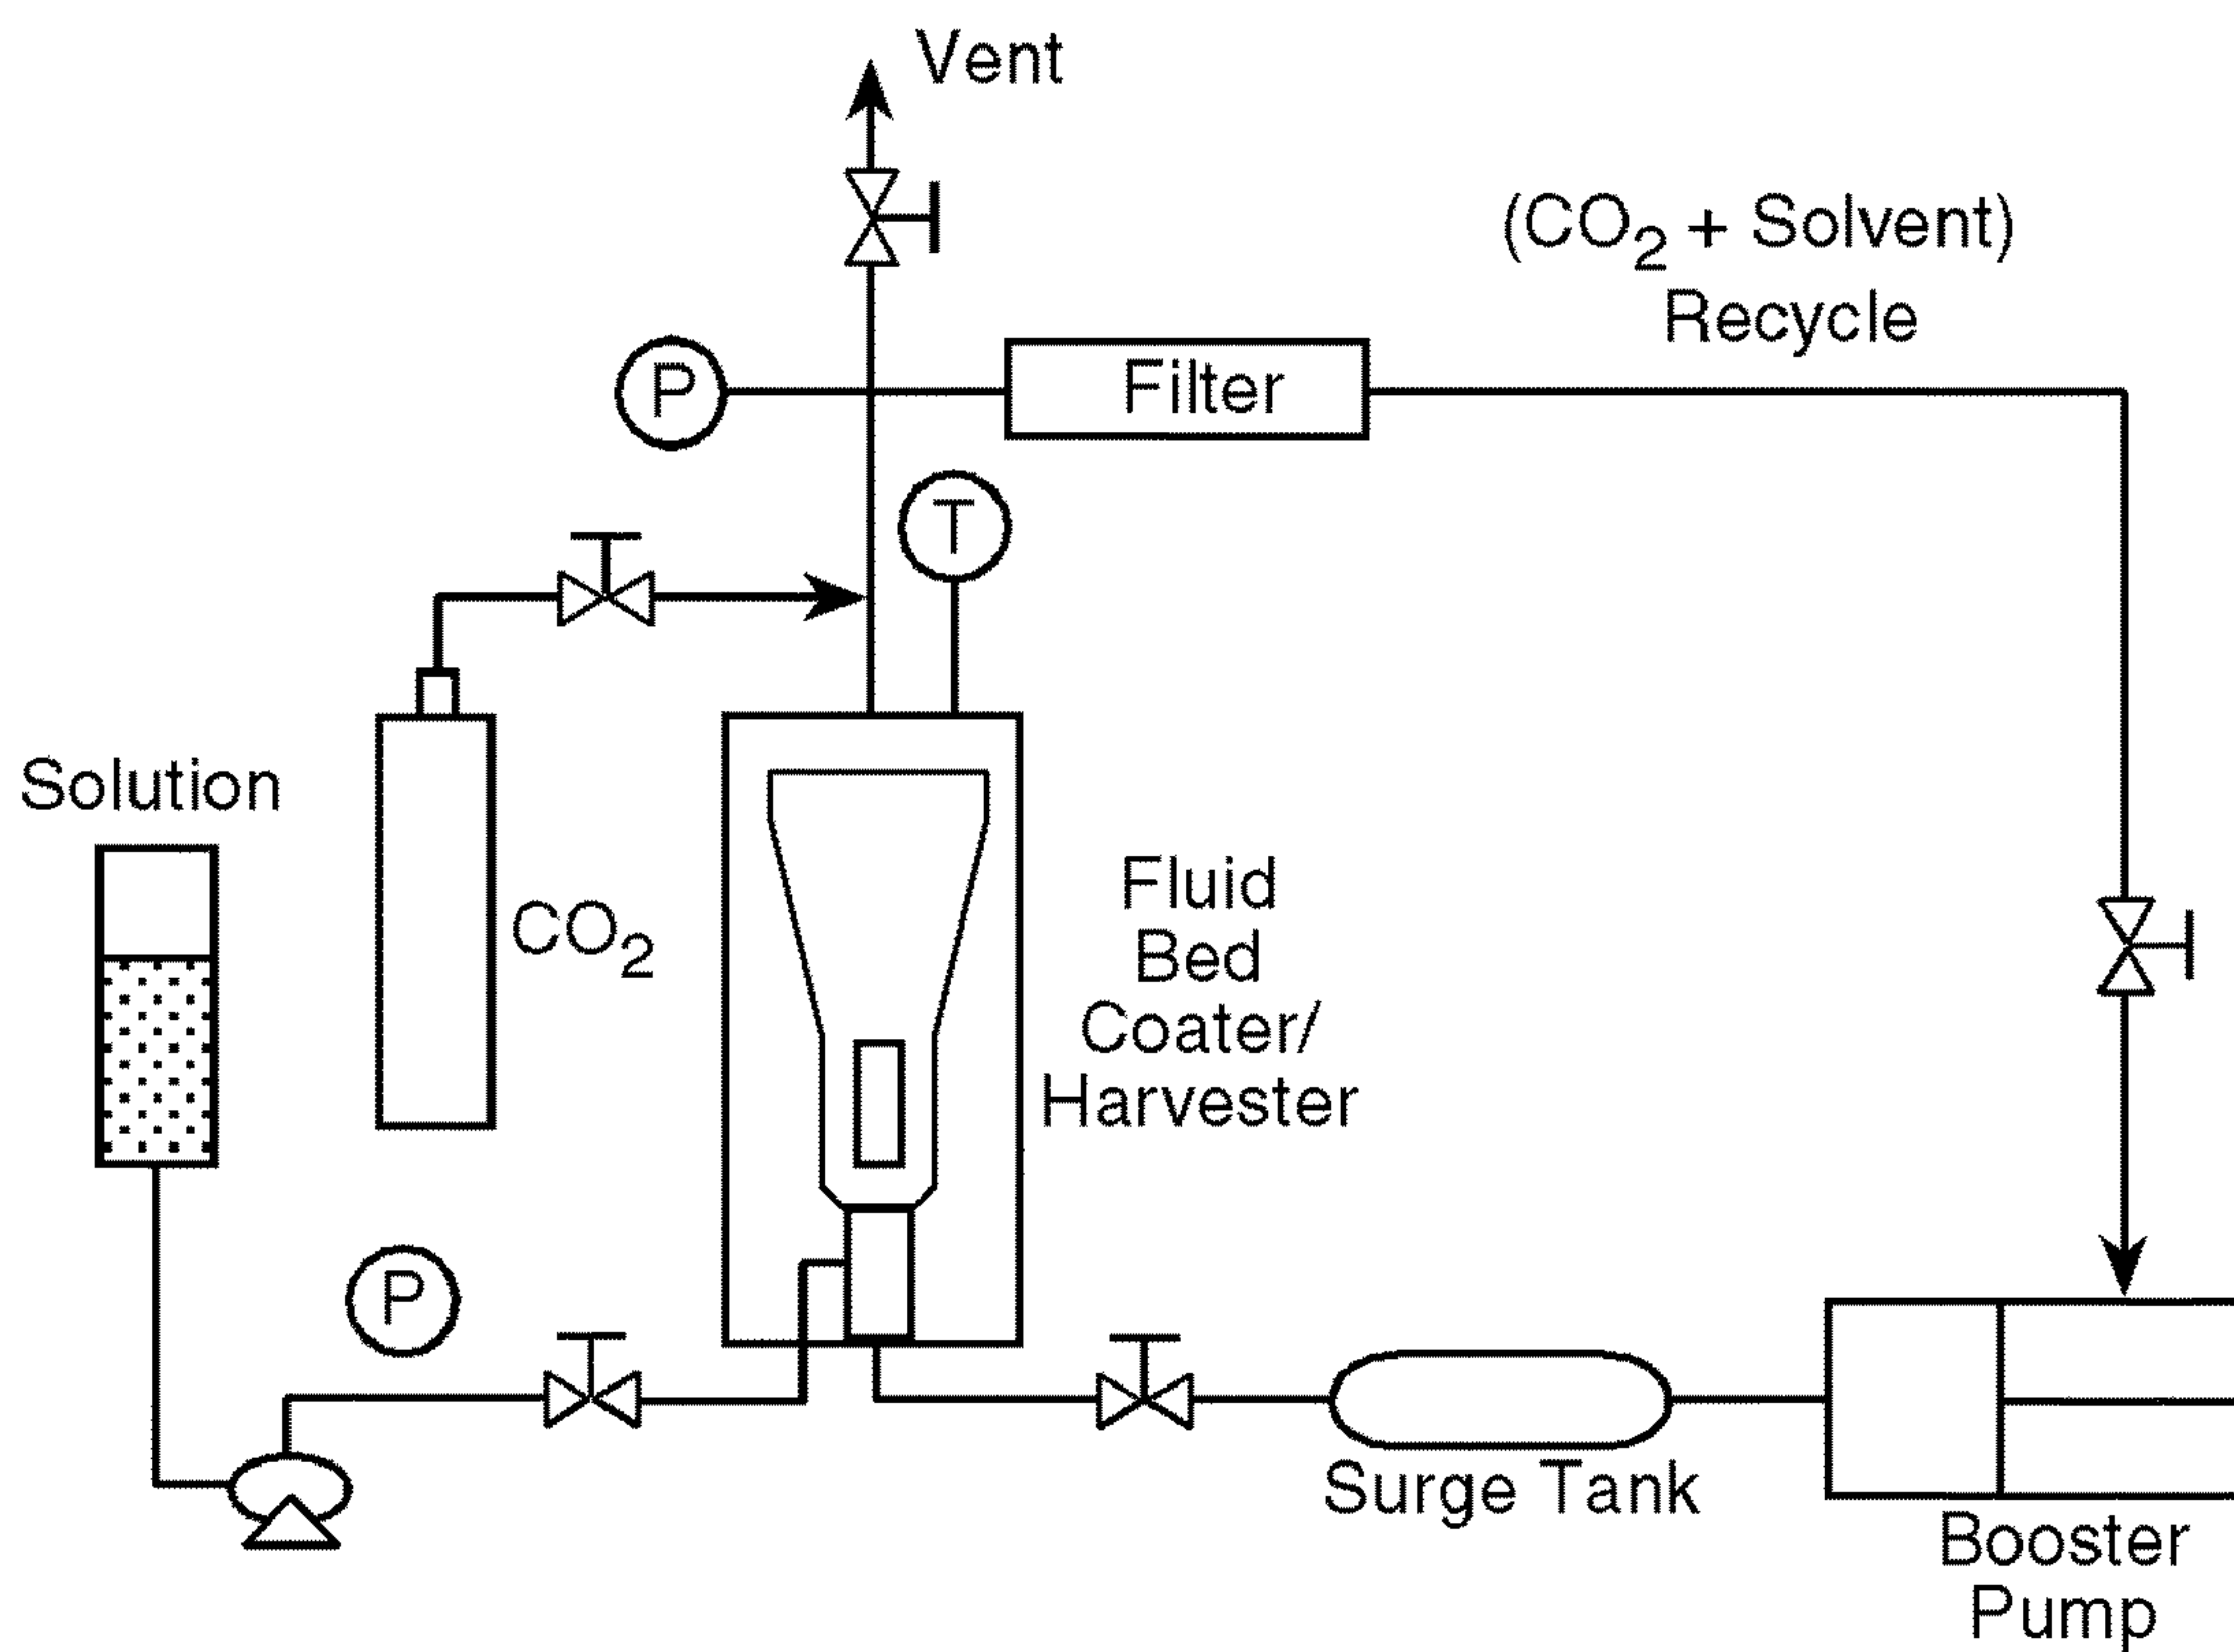 Vent
(CO₂ + Solvent)
Recycle
P
Filter
T
Solution
CO₂
Fluid
Bed
Coater/
Harvester
P
Surge Tank
Booster
Pump